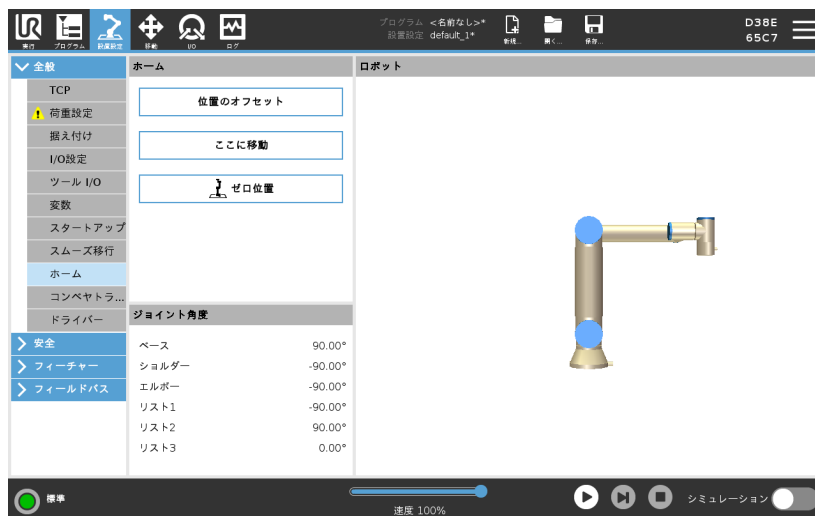 UR
実行
プログラム
設置設定
移動
I/O
ログ
プログラム <名前なし>*
設置設定 default_1*
新規...
開く...
保存...
D38E
65C7
全般
TCP
荷重設定
据え付け
I/O設定
ツール I/O
変数
スタートアップ
スムーズ移行
ホーム
コンベヤトラ...
ドライバー
安全
フィーチャー
フィールドバス
ホーム
位置のオフセット
ここに移動
ゼロ位置
ジョイント角度
ベース 90.00°
ショルダー -90.00°
エルボー -90.00°
リスト1 -90.00°
リスト2 90.00°
リスト3 0.00°
ロボット
標準
速度 100%
シミュレーション